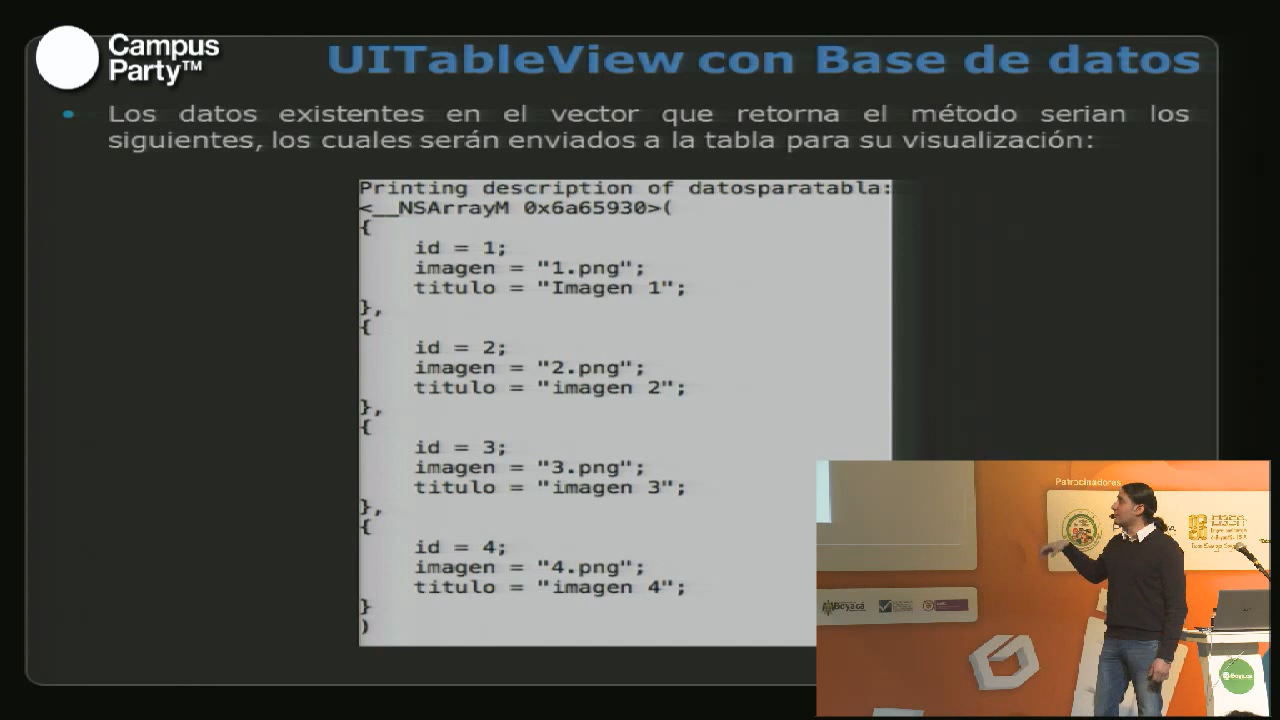 Campus
Party™
UITableView con Base de datos
• Los datos existentes en el vector que retorna el método serian los
siguientes, los cuales serán enviados a la tabla para su visualización:
Printing description of datosparatabla:
<__NSArrayM 0x6a65930>(
{
id = 1;
imagen = "1.png";
titulo = "Imagen 1";
},
{
id = 2;
imagen = "2.png";
titulo = "imagen 2";
},
{
id = 3;
imagen = "3.png";
titulo = "imagen 3";
},
{
id = 4;
imagen = "4.png";
titulo = "imagen 4";
}
)
Patrocinadores
Boyacá